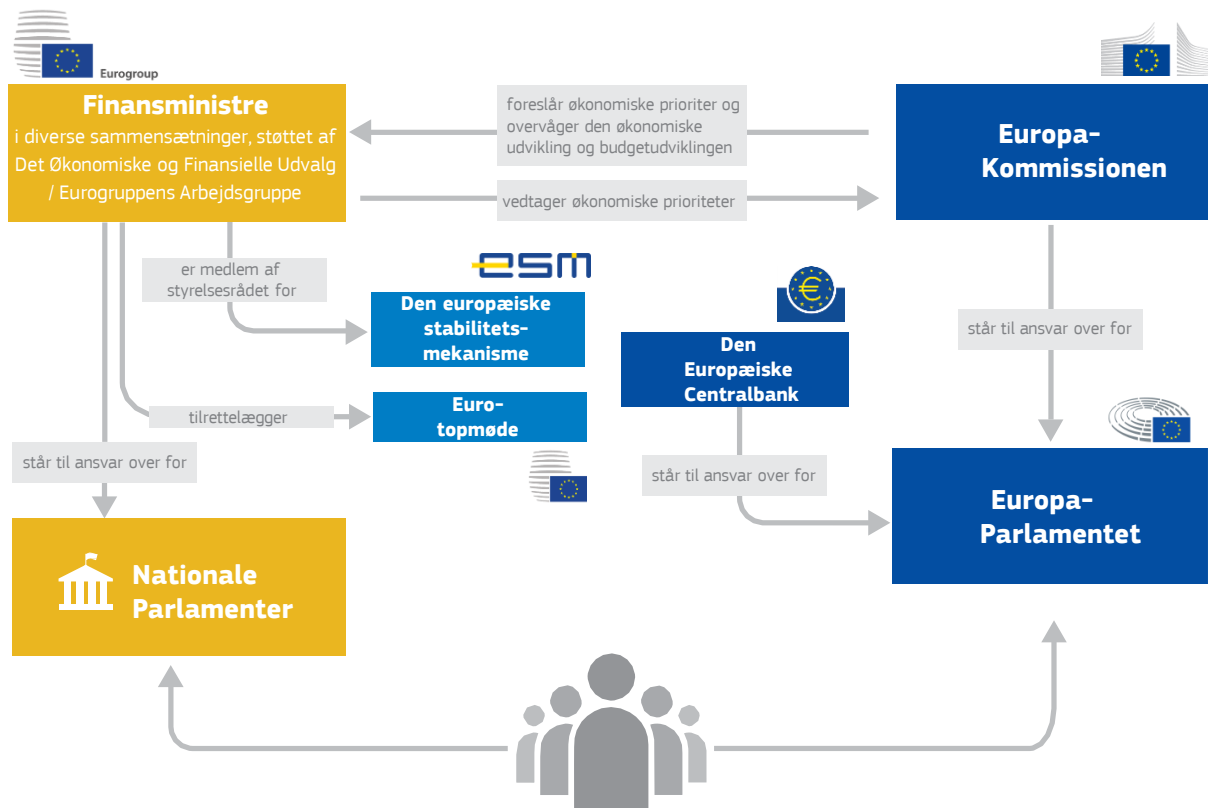 Eurogroup
Finansministre
i diverse sammensætninger, støttet af
Det Økonomiske og Finansielle Udvalg
/ Eurogruppens Arbejdsgruppe
foreslår økonomiske prioriter og
overvåger den økonomiske
udvikling og budgetudviklingen
Europa-
Kommissionen
vedtager økonomiske prioriteter
er medlem af
styrelsesrådet for
esm
Den europæiske
stabilitets-
mekanisme
Den
Europæiske
Centralbank
står til ansvar over for
tilrettelægger
Euro-
topmøde
står til ansvar over for
står til ansvar over for
Europa-
Parlamentet
Nationale
Parlamenter